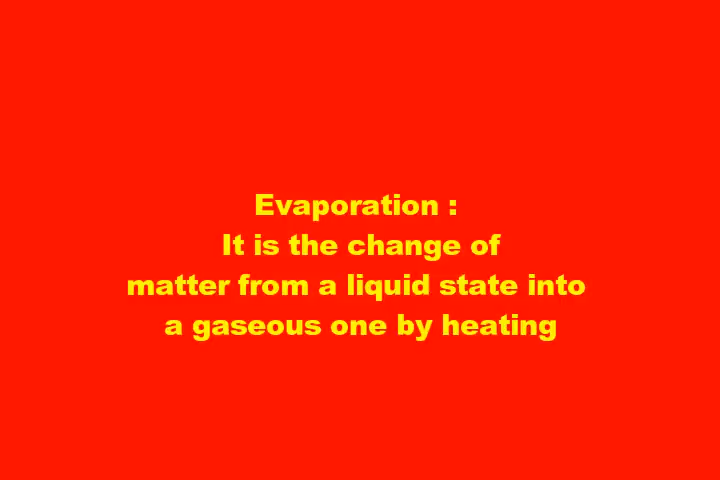 Evaporation :
It is the change of
matter from a liquid state into
a gaseous one by heating